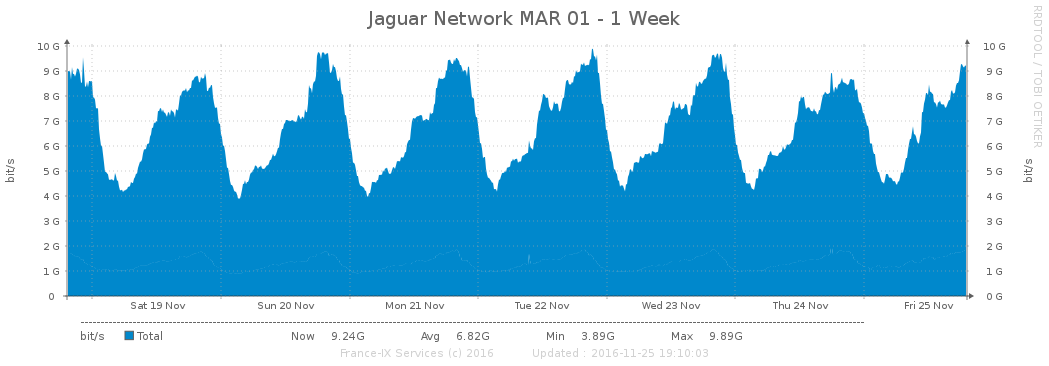 Jaguar Network MAR 01 - 1 Week
RRDTOOL / TOBI OETIKER
bit/s
10 G
9 G
8 G
7 G
6 G
5 G
4 G
3 G
2 G
1 G
0
10 G
9 G
8 G
7 G
6 G
5 G
4 G
3 G
2 G
1 G
0 G
bit/s
Sat 19 Nov Sun 20 Nov Mon 21 Nov Tue 22 Nov Wed 23 Nov Thu 24 Nov Fri 25 Nov
bit/s Total Now 9.24G Avg 6.82G Min 3.89G Max 9.89G
France-IX Services (c) 2016 Updated : 2016-11-25 19:10:03